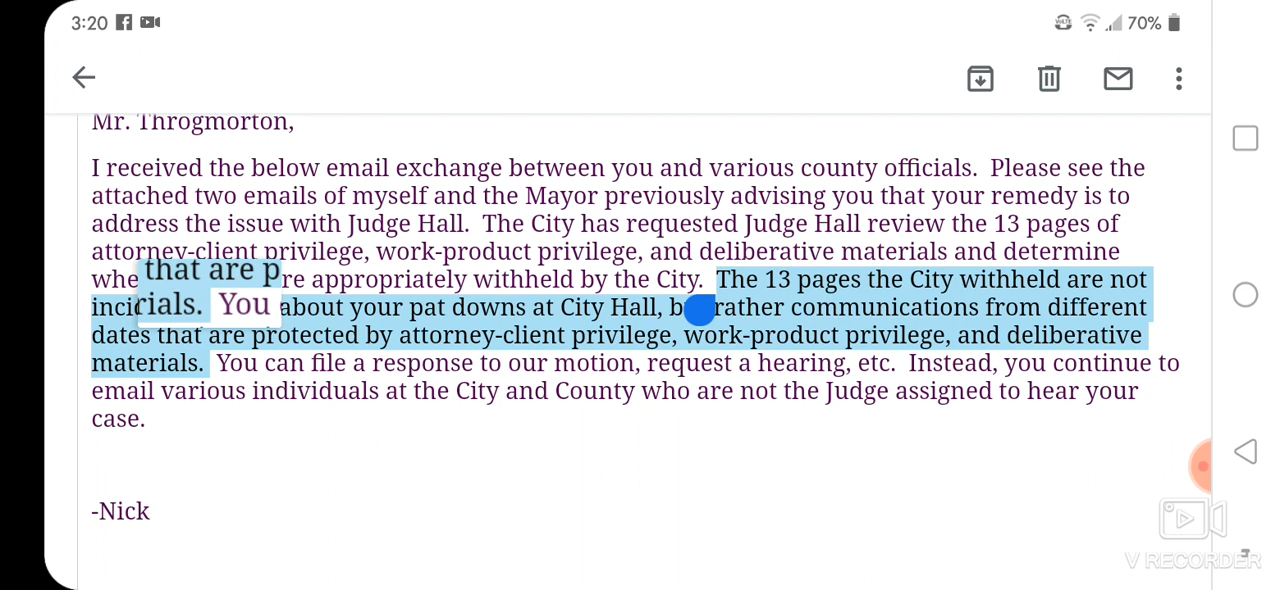 3:20 VoLTE 70%
Mr. Throgmorton,
I received the below email exchange between you and various county officials. Please see the
attached two emails of myself and the Mayor previously advising you that your remedy is to
address the issue with Judge Hall. The City has requested Judge Hall review the 13 pages of
attorney-client privilege, work-product privilege, and deliberative materials and determine
appropriately withheld by the City. The 13 pages the City withheld are not
that are p
rials. You
about your pat downs at City Hall, rather communications from different
dates that are protected by attorney-client privilege, work-product privilege, and deliberative
materials. You can file a response to our motion, request a hearing, etc. Instead, you continue to
email various individuals at the City and County who are not the Judge assigned to hear your
case.
-Nick
V RECORDER